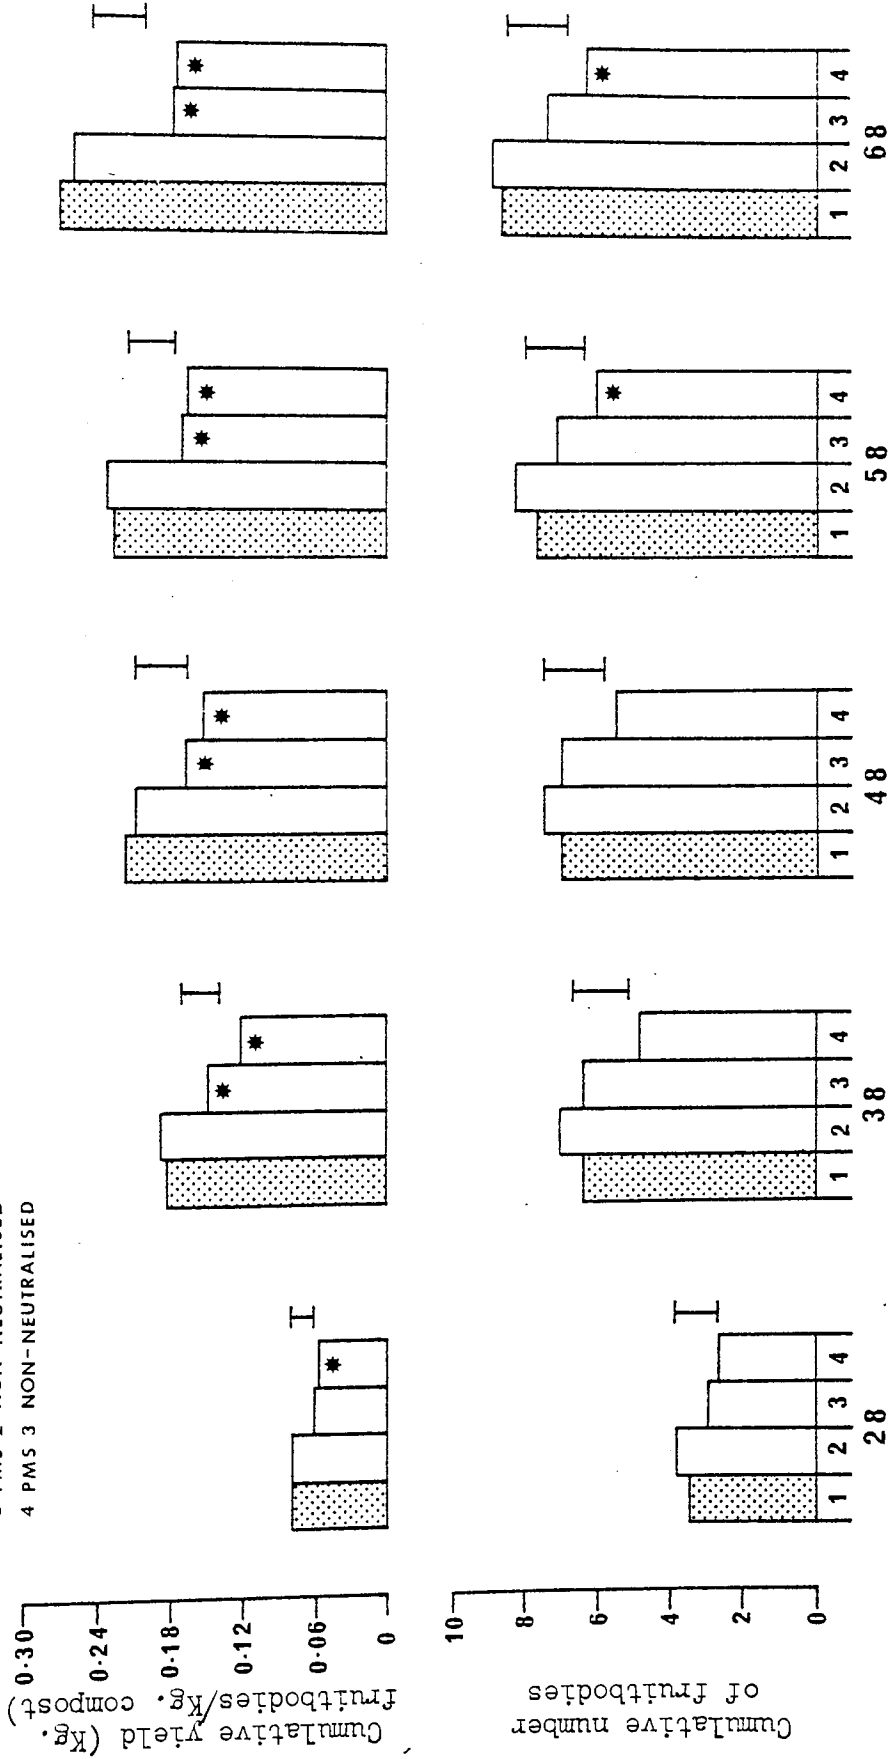 4 PMS 3 NON-NEUTRALISED
Cumulative yield (Kg.
fruitbodies/Kg. compost)
0·30
0·24
0·18
0·12
0·06
0
Cumulative number
of fruitbodies
10
8
6
4
2
0
1 2 3 4
28
1 2 3 4
38
1 2 3 4
48
1 2 3 4
58
1 2 3 4
68